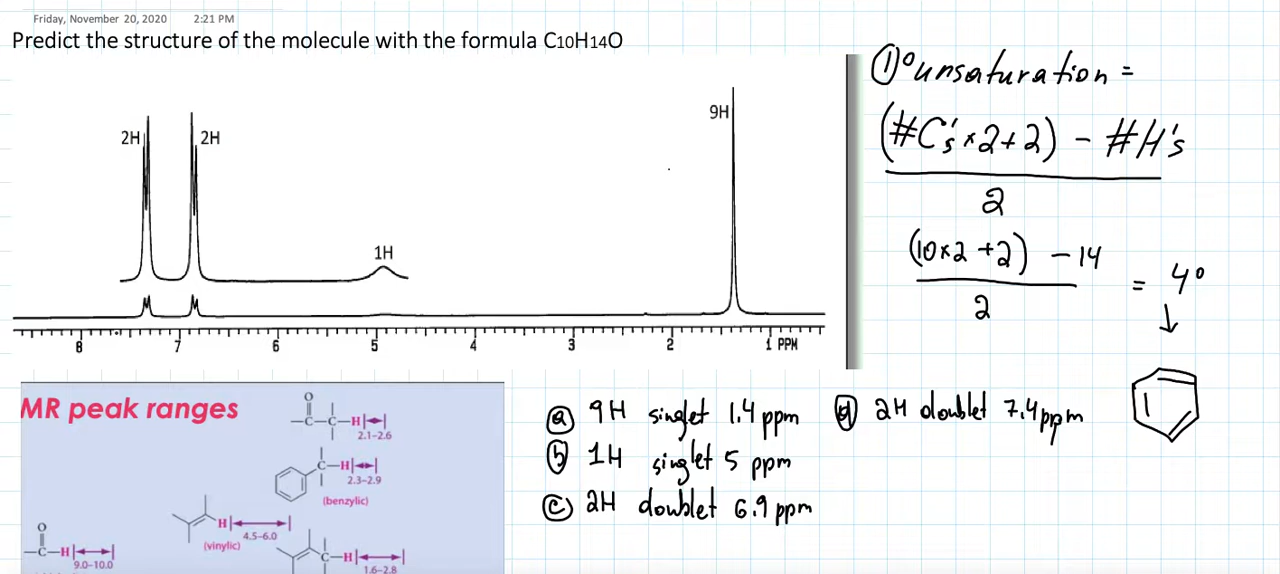 Friday, November 20, 2020 2:21 PM
Predict the structure of the molecule with the formula C10H14O
2H
2H
1H
9H
8 7 6 5 4 3 2 1 PPM
① °unsaturation =
(#C's×2+2) - #H's
2
(10×2+2) - 14
2
= 4°
ⓐ 9H singlet 1.4 ppm
ⓑ 1H singlet 5 ppm
ⓒ 2H doublet 6.9 ppm
ⓓ 2H doublet 7.4 ppm
MR peak ranges
O
-C-C-H
2.1–2.6
C-H
2.3–2.9
(benzylic)
H
4.5–6.0
(vinylic)
O
-C-H
9.0–10.0
C-H
1.6–2.8